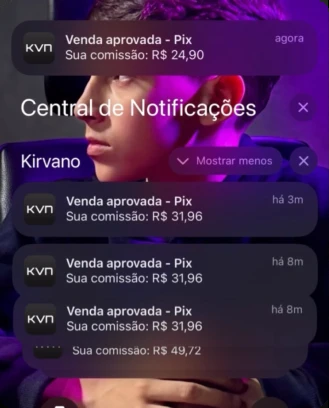 KVN
Venda aprovada - Pix
agora
Sua comissão: R$ 24,90
Central de Notificações
Kirvano
Mostrar menos
KVN
Venda aprovada - Pix
há 3m
Sua comissão: R$ 31,96
KVN
Venda aprovada - Pix
há 8m
Sua comissão: R$ 31,96
KVN
Venda aprovada - Pix
há 8m
Sua comissão: R$ 31,96
Sua comissão: R$ 49,72